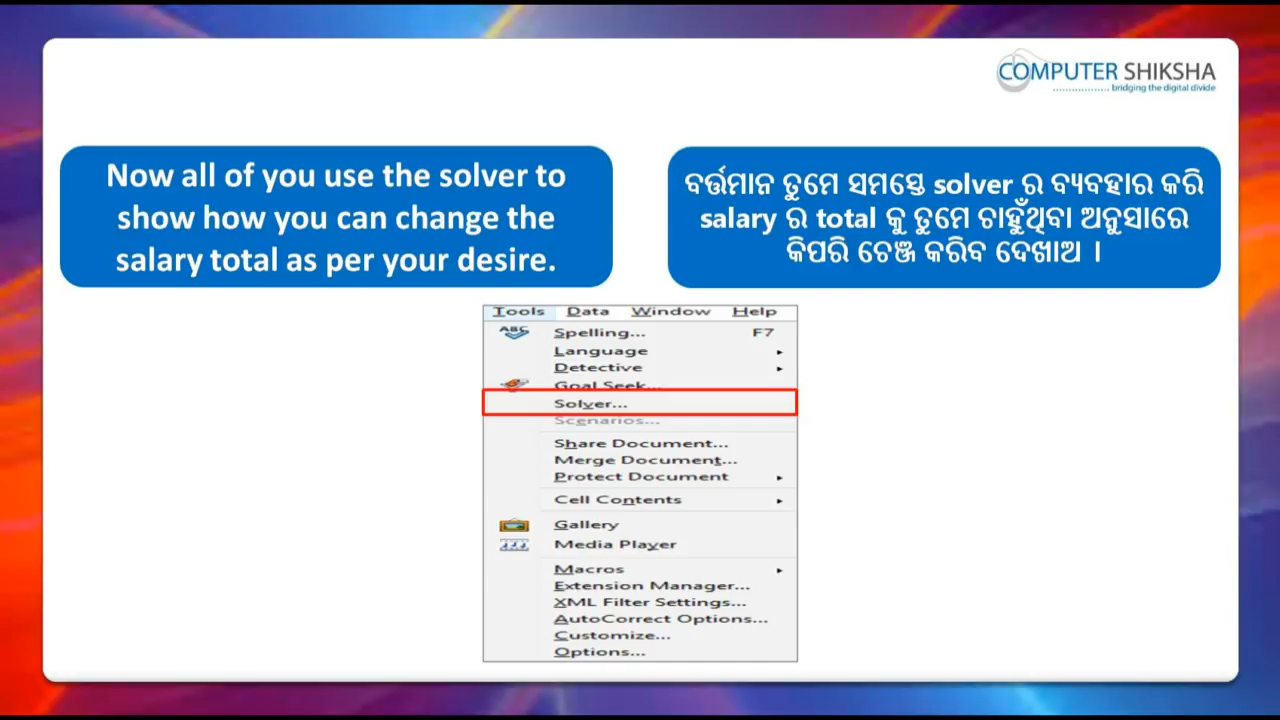 COMPUTER SHIKSHA
bridging the digital divide
Now all of you use the solver to
show how you can change the
salary total as per your desire.
ବର୍ତ୍ତମାନ ତୁମେ ସମସ୍ତେ solver ର ବ୍ୟବହାର କରି
salary ର total କୁ ତୁମେ ଚାହୁଁଥିବା ଅନୁସାରେ
କିପରି ଚେଞ୍ଜ କରିବ ଦେଖାଅ ।
Tools Data Window Help
ABC Spelling... F7
Language
Detective
Goal Seek...
Solver...
Scenarios...
Share Document...
Merge Document...
Protect Document
Cell Contents
Gallery
Media Player
Macros
Extension Manager...
XML Filter Settings...
AutoCorrect Options...
Customize...
Options...